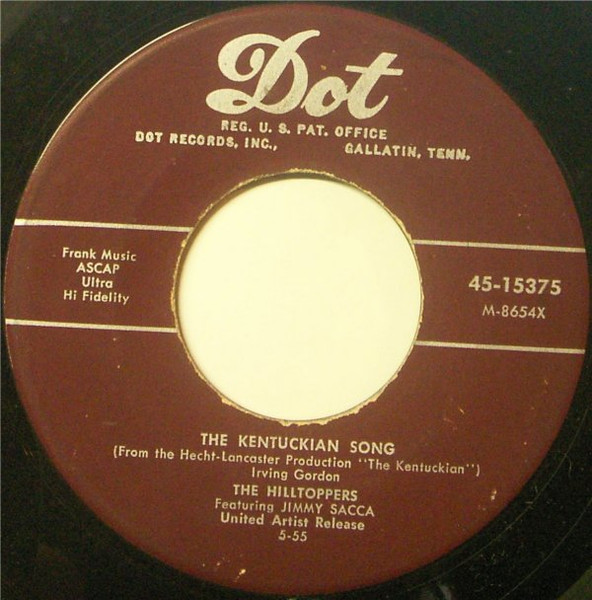 Dot
REG. U. S. PAT. OFFICE
DOT RECORDS, INC., GALLATIN, TENN.
Frank Music
ASCAP
Ultra
Hi Fidelity
45-15375
M-8654X
THE KENTUCKIAN SONG
(From the Hecht-Lancaster Production "The Kentuckian")
Irving Gordon
THE HILLTOPPERS
Featuring JIMMY SACCA
United Artist Release
5-55